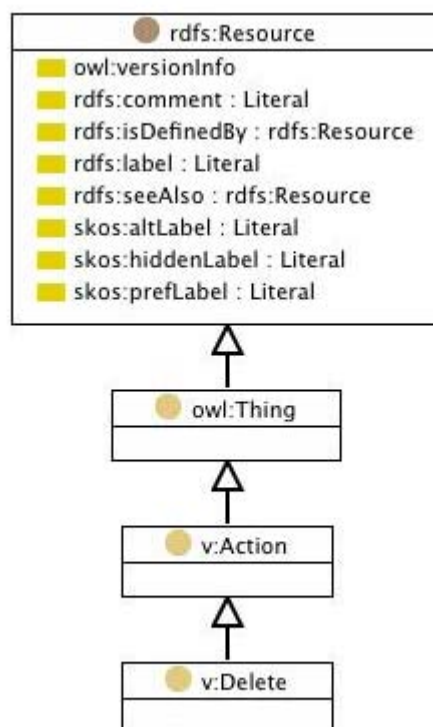 rdfs:Resource
owl:versionInfo
rdfs:comment : Literal
rdfs:isDefinedBy : rdfs:Resource
rdfs:label : Literal
rdfs:seeAlso : rdfs:Resource
skos:altLabel : Literal
skos:hiddenLabel : Literal
skos:prefLabel : Literal
owl:Thing
v:Action
v:Delete